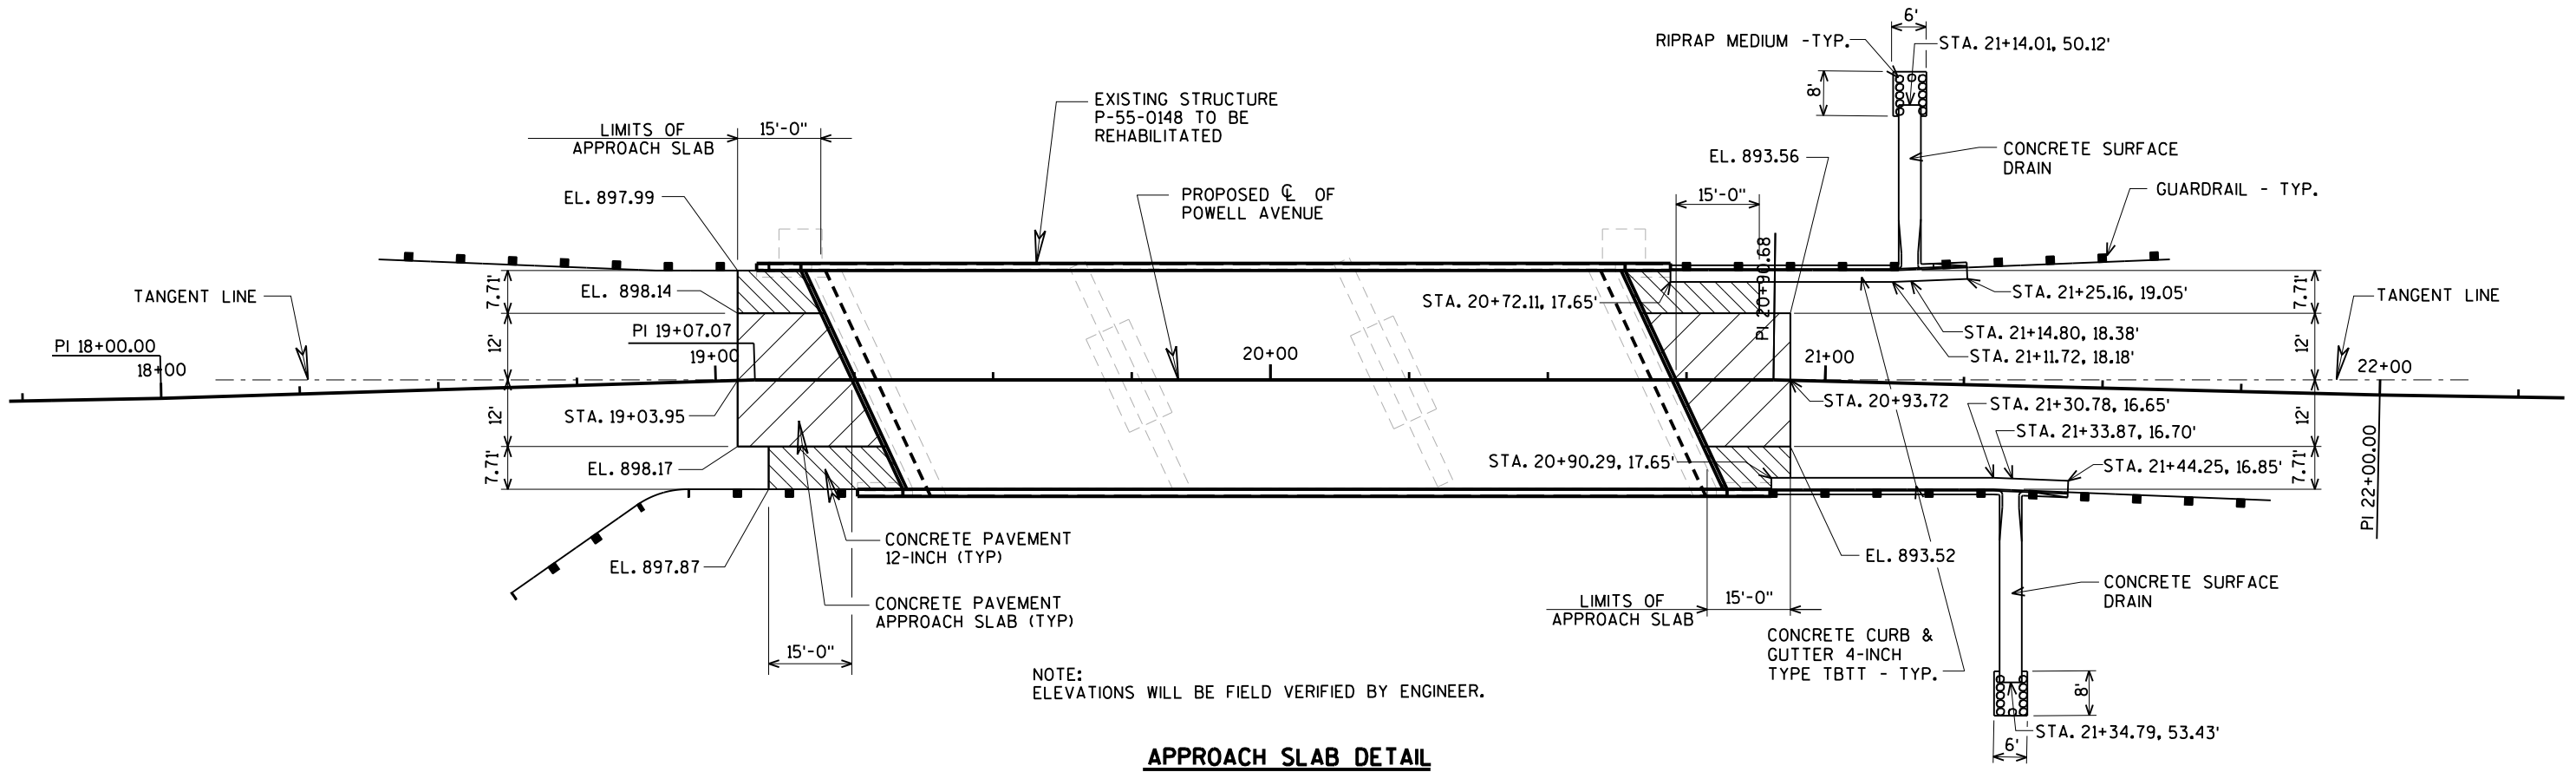 6'
RIPRAP MEDIUM -TYP.
STA. 21+14.01, 50.12'
8'
EXISTING STRUCTURE
P-55-0148 TO BE
REHABILITATED
LIMITS OF
APPROACH SLAB
15'-0"
CONCRETE SURFACE
DRAIN
EL. 893.56
EL. 897.99
PROPOSED ℄ OF
POWELL AVENUE
15'-0"
GUARDRAIL - TYP.
PI 20+90.68
7.71'
EL. 898.14
TANGENT LINE
STA. 20+72.11, 17.65'
STA. 21+25.16, 19.05'
7.71'
TANGENT LINE
PI 19+07.07
12'
STA. 21+14.80, 18.38'
12'
PI 18+00.00
18+00
19+00
20+00
21+00
STA. 21+11.72, 18.18'
22+00
12'
STA. 19+03.95
STA. 20+93.72
STA. 21+30.78, 16.65'
12'
STA. 21+33.87, 16.70'
7.71'
EL. 898.17
STA. 20+90.29, 17.65'
STA. 21+44.25, 16.85'
7.71'
PI 22+00.00
CONCRETE PAVEMENT
12-INCH (TYP)
EL. 897.87
EL. 893.52
CONCRETE PAVEMENT
APPROACH SLAB (TYP)
LIMITS OF
APPROACH SLAB
15'-0"
CONCRETE SURFACE
DRAIN
15'-0"
CONCRETE CURB &
GUTTER 4-INCH
TYPE TBTT - TYP.
NOTE:
ELEVATIONS WILL BE FIELD VERIFIED BY ENGINEER.
8'
STA. 21+34.79, 53.43'
6'
APPROACH SLAB DETAIL